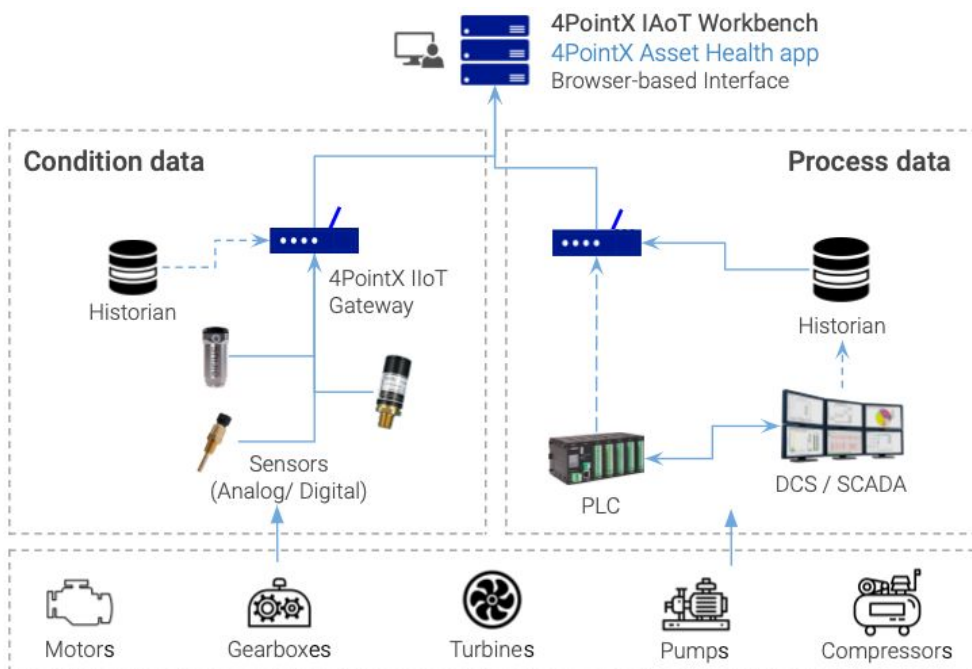 4PointX IAoT Workbench
4PointX Asset Health app
Browser-based Interface
Condition data
Process data
4PointX IIoT
Gateway
Historian
Historian
Sensors
(Analog/ Digital)
PLC
DCS / SCADA
Motors
Gearboxes
Turbines
Pumps
Compressors